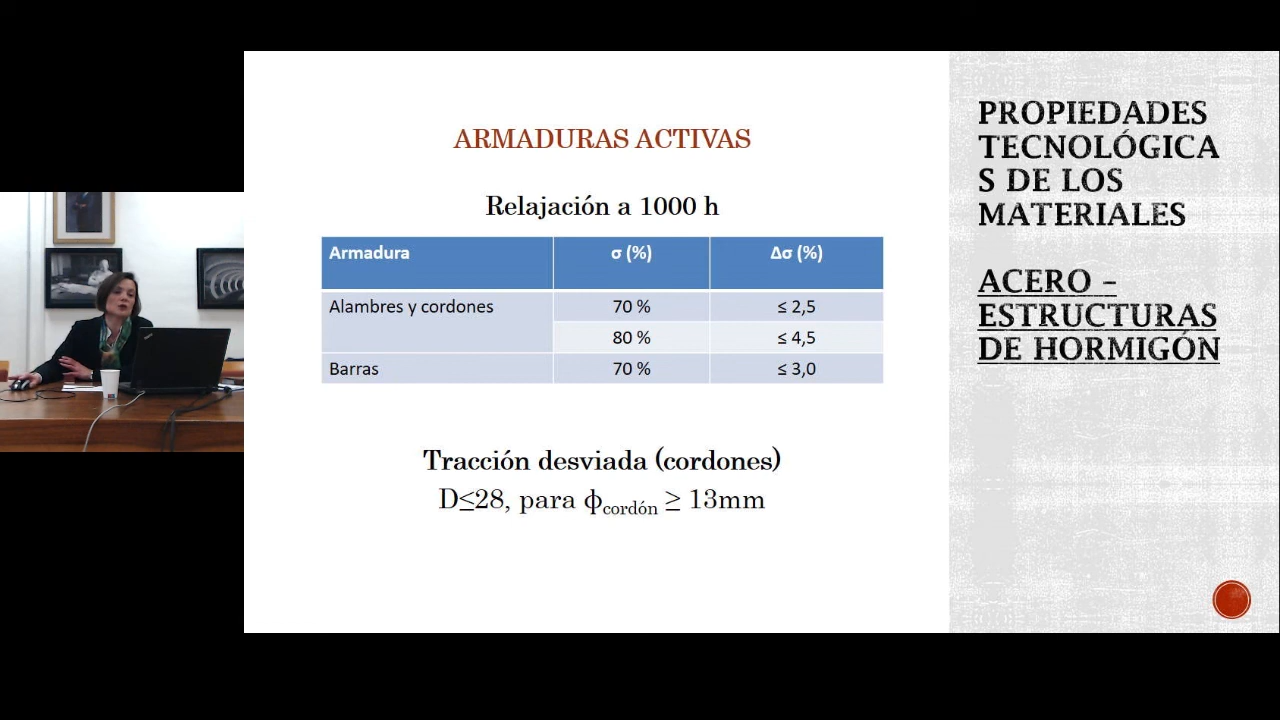 ARMADURAS ACTIVAS
Relajación a 1000 h
Armadura σ (%) Δσ (%)
Alambres y cordones 70 % ≤ 2,5
80 % ≤ 4,5
Barras 70 % ≤ 3,0
Tracción desviada (cordones)
D≤28, para ϕcordón ≥ 13mm
PROPIEDADES
TECNOLÓGICA
S DE LOS
MATERIALES
ACERO –
ESTRUCTURAS
DE HORMIGÓN